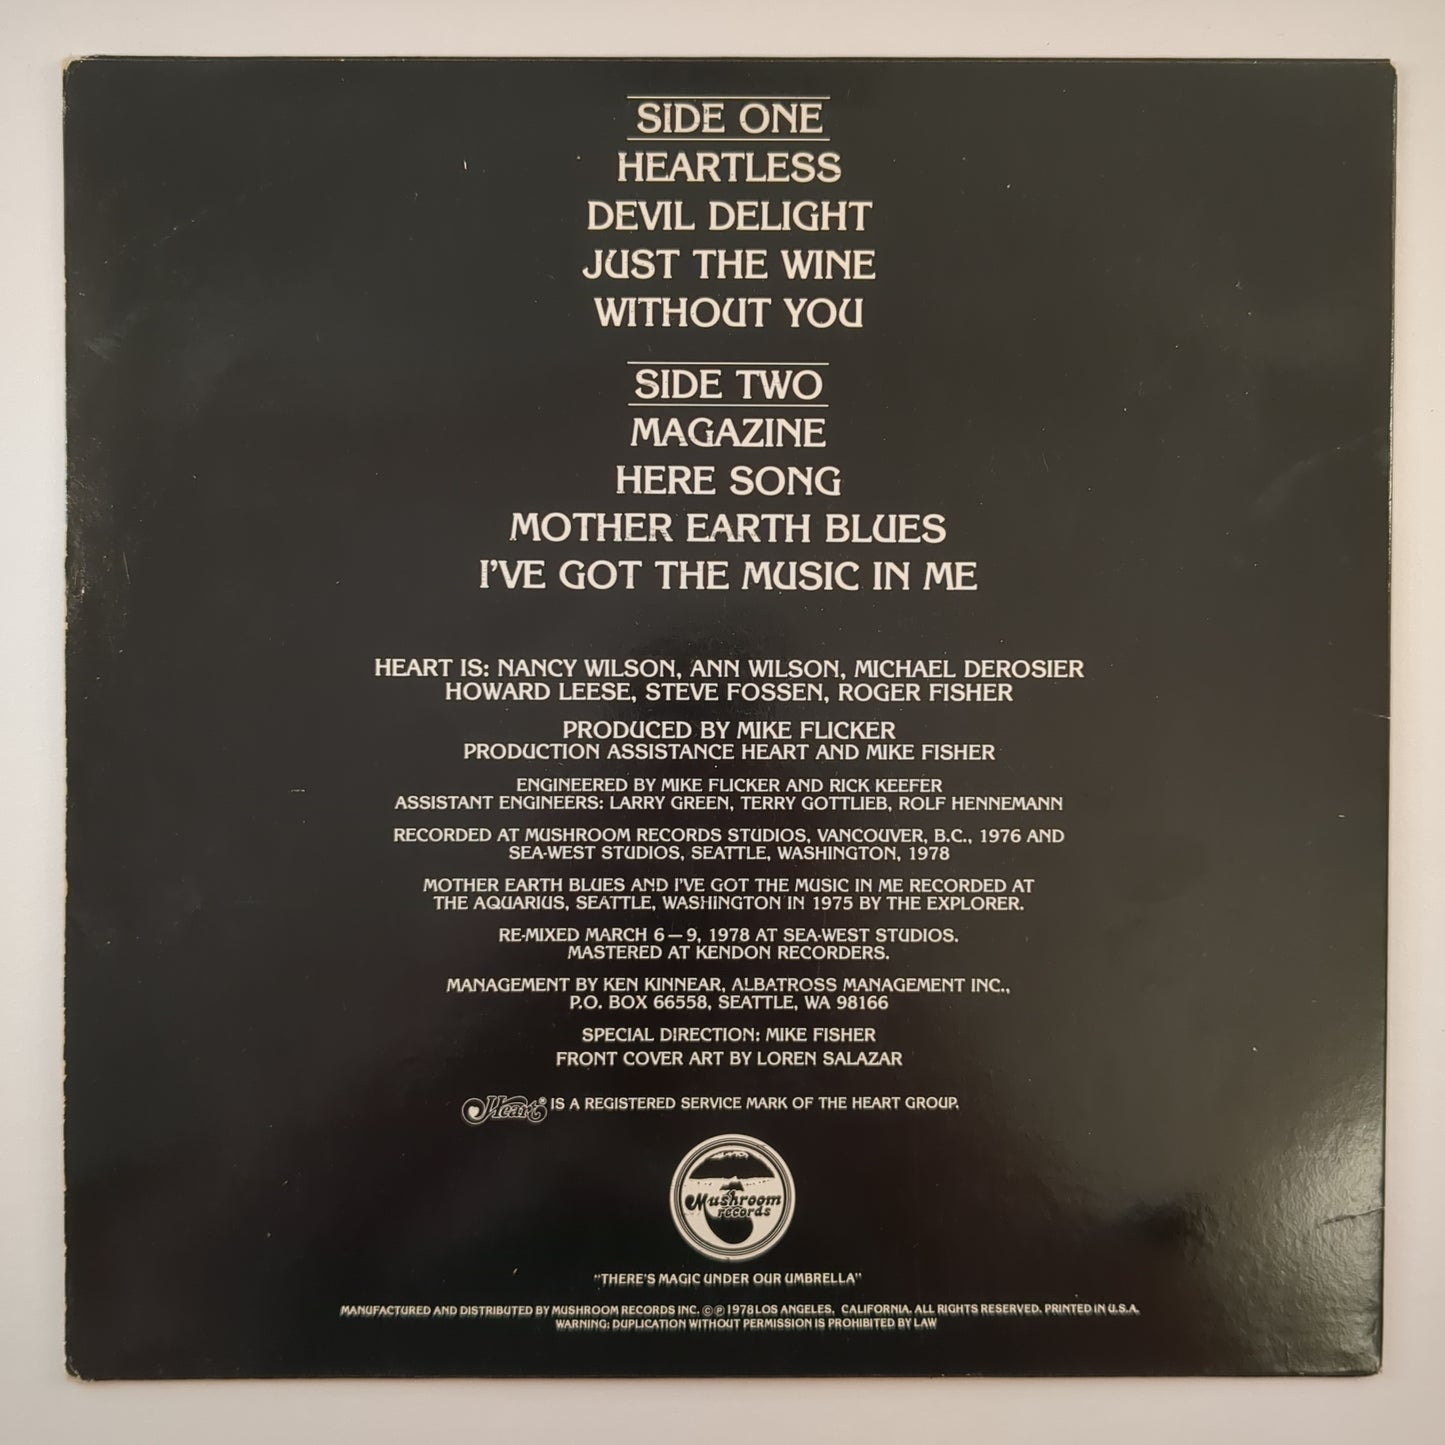 SIDE ONE
HEARTLESS
DEVIL DELIGHT
JUST THE WINE
WITHOUT YOU
SIDE TWO
MAGAZINE
HERE SONG
MOTHER EARTH BLUES
I'VE GOT THE MUSIC IN ME
HEART IS: NANCY WILSON, ANN WILSON, MICHAEL DEROSIER
HOWARD LEESE, STEVE FOSSEN, ROGER FISHER
PRODUCED BY MIKE FLICKER
PRODUCTION ASSISTANCE HEART AND MIKE FISHER
ENGINEERED BY MIKE FLICKER AND RICK KEEFER
ASSISTANT ENGINEERS: LARRY GREEN, TERRY GOTTLIEB, ROLF HENNEMANN
RECORDED AT MUSHROOM RECORDS STUDIOS, VANCOUVER, B.C., 1976 AND
SEA-WEST STUDIOS, SEATTLE, WASHINGTON, 1978
MOTHER EARTH BLUES AND I'VE GOT THE MUSIC IN ME RECORDED AT
THE AQUARIUS, SEATTLE, WASHINGTON IN 1975 BY THE EXPLORER.
RE-MIXED MARCH 6—9, 1978 AT SEA-WEST STUDIOS.
MASTERED AT KENDON RECORDERS.
MANAGEMENT BY KEN KINNEAR, ALBATROSS MANAGEMENT INC.,
P.O. BOX 66558, SEATTLE, WA 98166
SPECIAL DIRECTION: MIKE FISHER
FRONT COVER ART BY LOREN SALAZAR
Heart® IS A REGISTERED SERVICE MARK OF THE HEART GROUP.
Mushroom
records
"THERE'S MAGIC UNDER OUR UMBRELLA"
MANUFACTURED AND DISTRIBUTED BY MUSHROOM RECORDS INC. ©℗1978 LOS ANGELES, CALIFORNIA. ALL RIGHTS RESERVED. PRINTED IN U.S.A.
WARNING: DUPLICATION WITHOUT PERMISSION IS PROHIBITED BY LAW